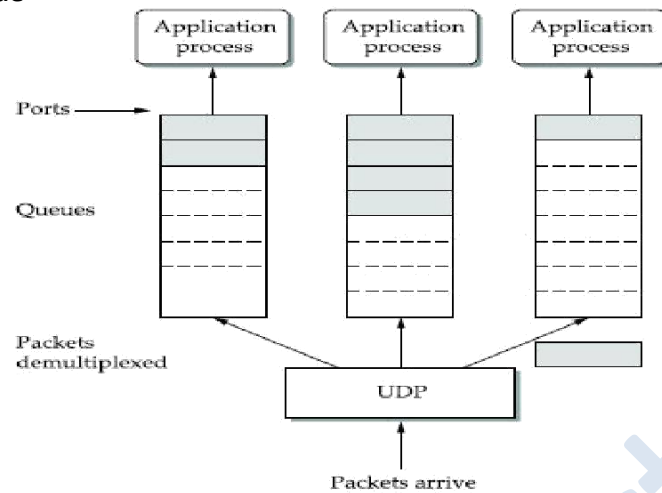 Application
process
Application
process
Application
process
Ports
Queues
Packets
demultiplexed
UDP
Packets arrive